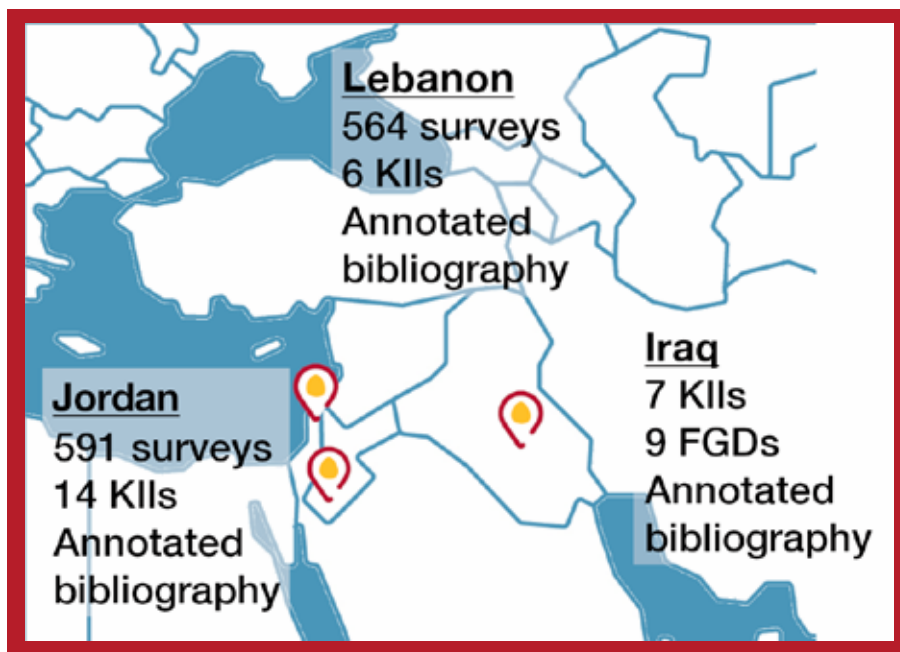 Lebanon
564 surveys
6 KIIs
Annotated
bibliography
Jordan
591 surveys
14 KIIs
Annotated
bibliography
Iraq
7 KIIs
9 FGDs
Annotated
bibliography